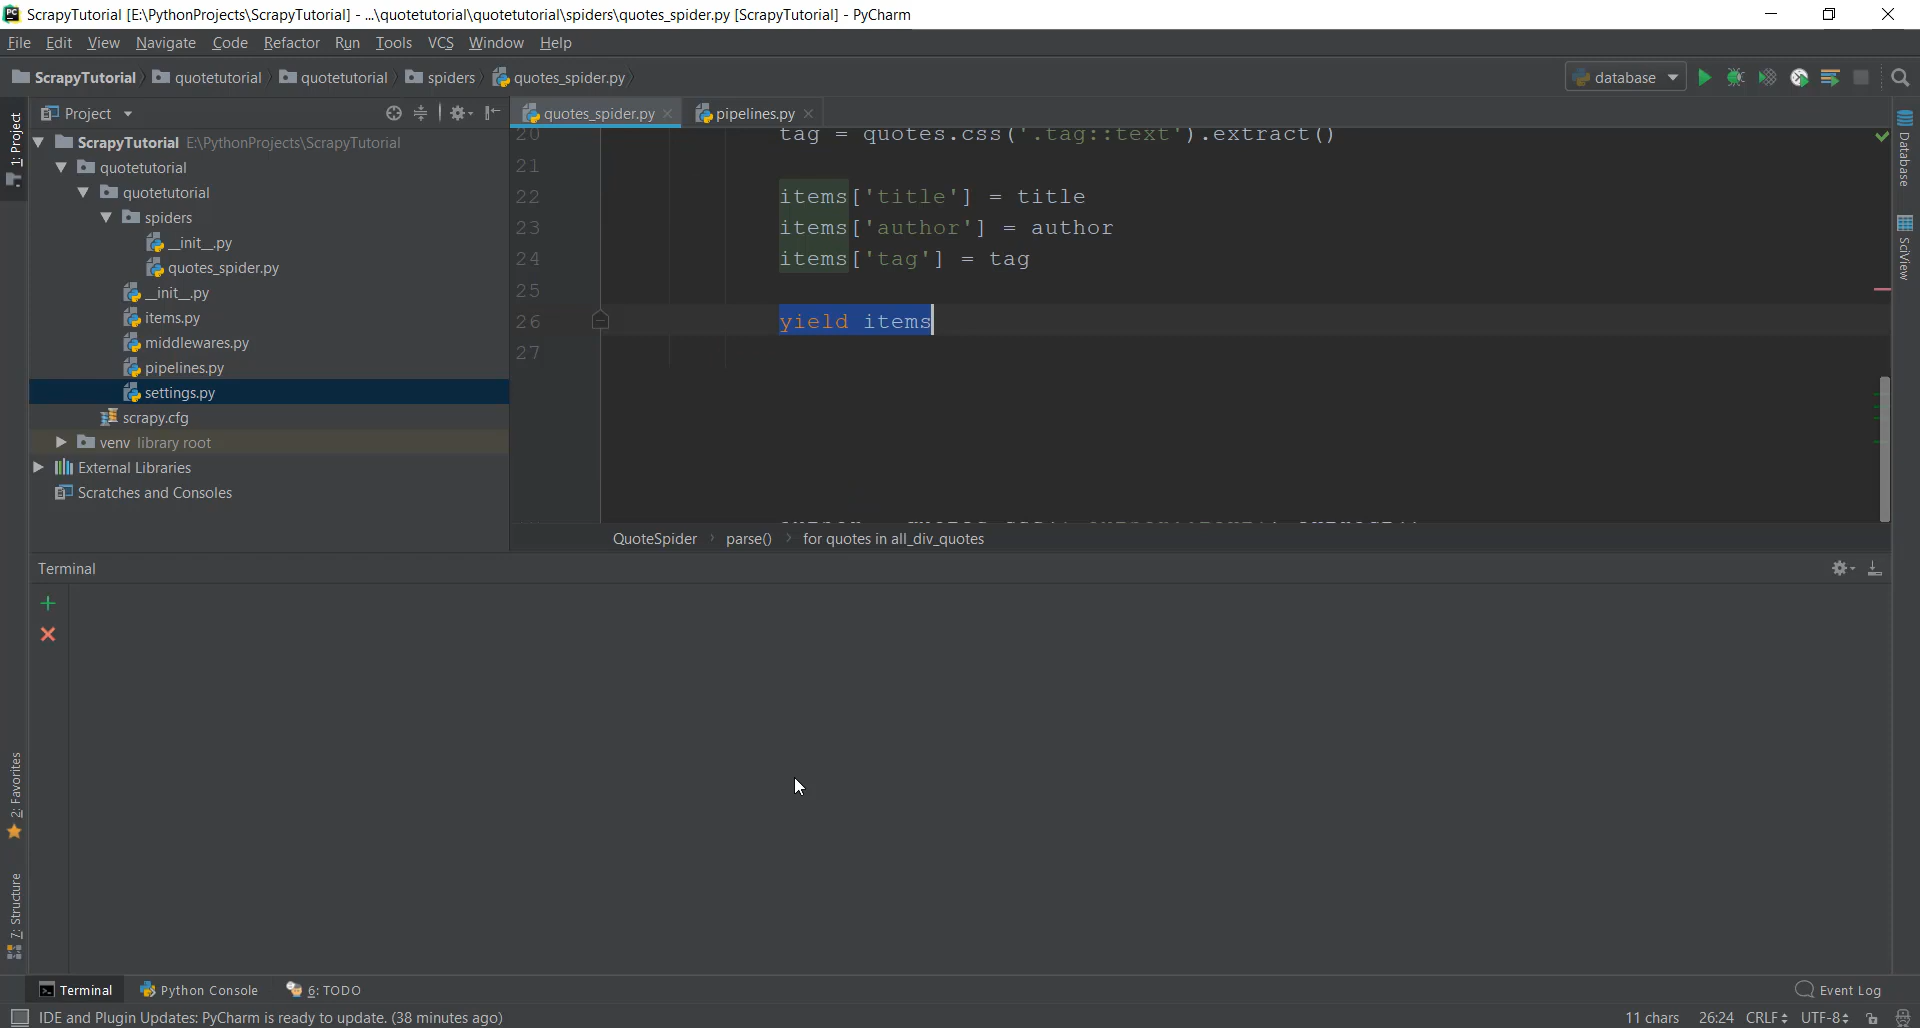 PC ScrapyTutorial [E:\PythonProjects\ScrapyTutorial] - ...\quotetutorial\quotetutorial\spiders\quotes_spider.py [ScrapyTutorial] - PyCharm
File Edit View Navigate Code Refactor Run Tools VCS Window Help
ScrapyTutorial quotetutorial quotetutorial spiders quotes_spider.py database
Project quotes_spider.py pipelines.py
1: Project
ScrapyTutorial E:\PythonProjects\ScrapyTutorial
quotetutorial
quotetutorial
spiders
__init__.py
quotes_spider.py
__init__.py
items.py
middlewares.py
pipelines.py
settings.py
scrapy.cfg
venv library root
External Libraries
Scratches and Consoles
20 tag = quotes.css('.tag::text').extract()
21
22 items['title'] = title
23 items['author'] = author
24 items['tag'] = tag
25
26 yield items
27
QuoteSpider parse() for quotes in all_div_quotes
Database
SciView
Terminal
2: Favorites
7: Structure
Terminal Python Console 6: TODO Event Log
IDE and Plugin Updates: PyCharm is ready to update. (38 minutes ago) 11 chars 26:24 CRLF UTF-8